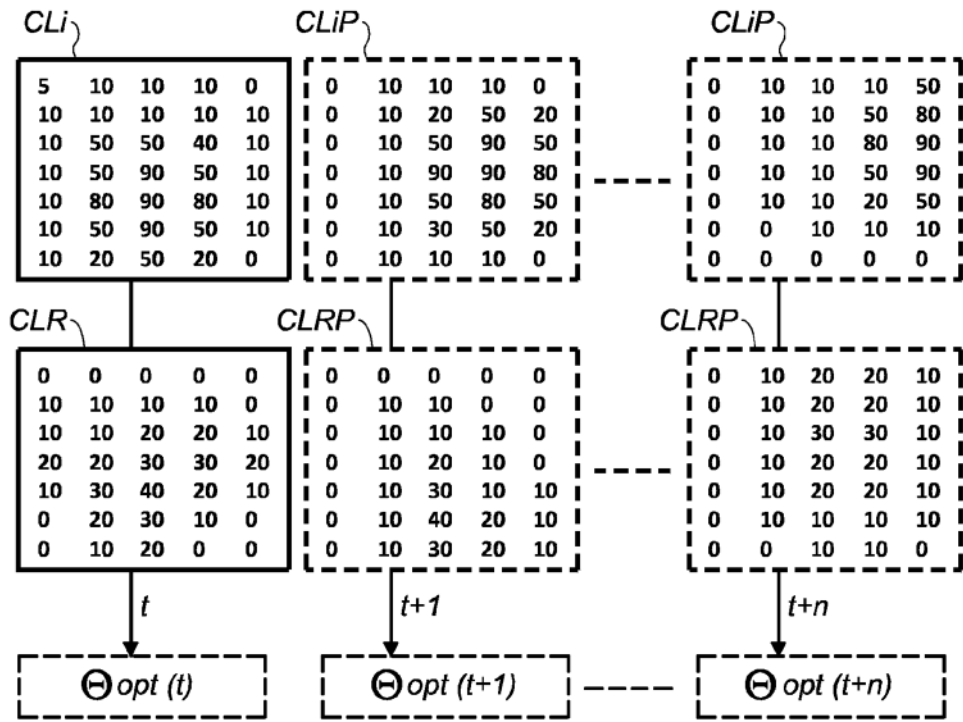 CLi CLiP CLiP
5 10 10 10 0 0 10 10 10 0 0 10 10 10 50
10 10 10 10 10 0 10 20 50 20 0 10 10 50 80
10 50 50 40 10 0 10 50 90 50 0 10 10 80 90
10 50 90 50 10 0 10 90 90 80 0 10 10 50 90
10 80 90 80 10 0 10 50 80 50 0 10 10 20 50
10 50 90 50 10 0 10 30 50 20 0 0 10 10 10
10 20 50 20 0 0 10 10 10 0 0 0 0 0 0
CLR CLRP CLRP
0 0 0 0 0 0 0 0 0 0 0 10 20 20 10
10 10 10 10 0 0 10 10 0 0 0 10 20 20 10
10 10 20 20 10 0 10 10 10 0 0 10 30 30 10
20 20 30 30 20 0 10 20 10 0 0 10 20 20 10
10 30 40 20 10 0 10 30 10 10 0 10 20 20 10
0 20 30 10 0 0 10 40 20 10 0 10 10 10 10
0 10 20 0 0 0 10 30 20 10 0 0 10 10 0
t t+1 t+n
Θ opt (t) Θ opt (t+1) Θ opt (t+n)